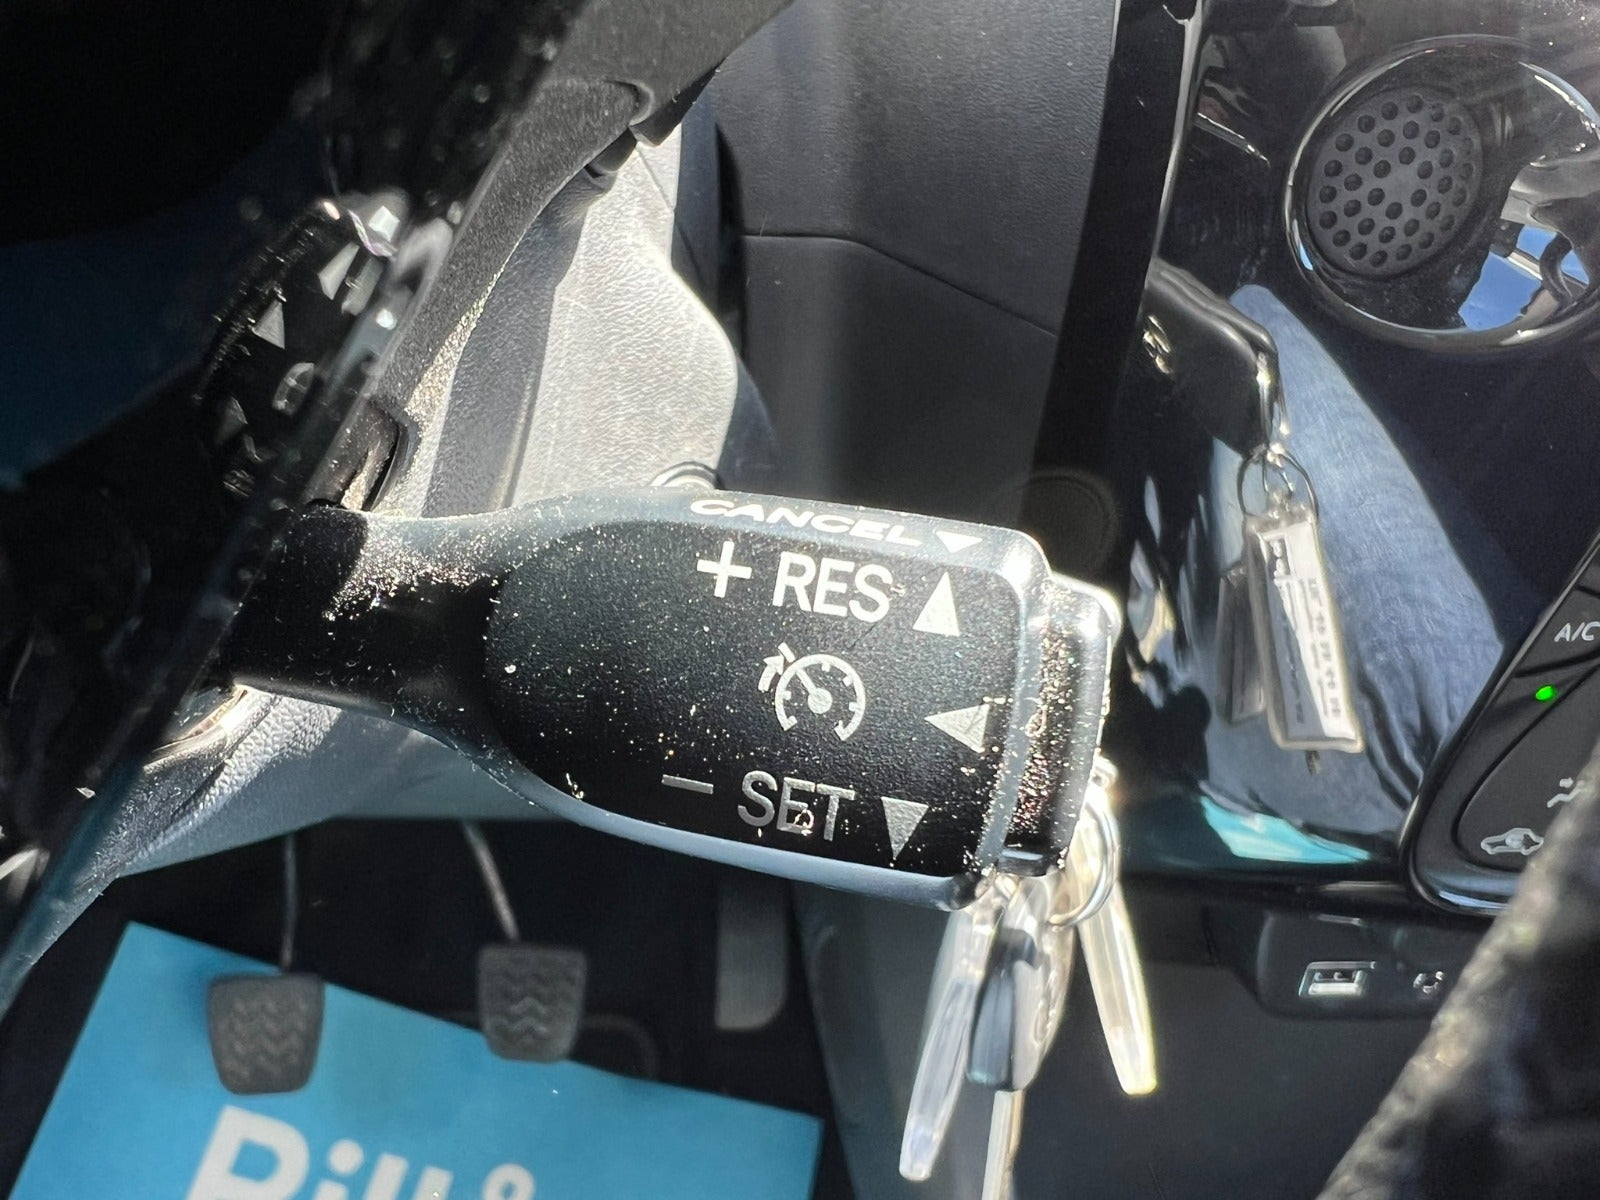 CANCEL
+ RES
- SET
A/C